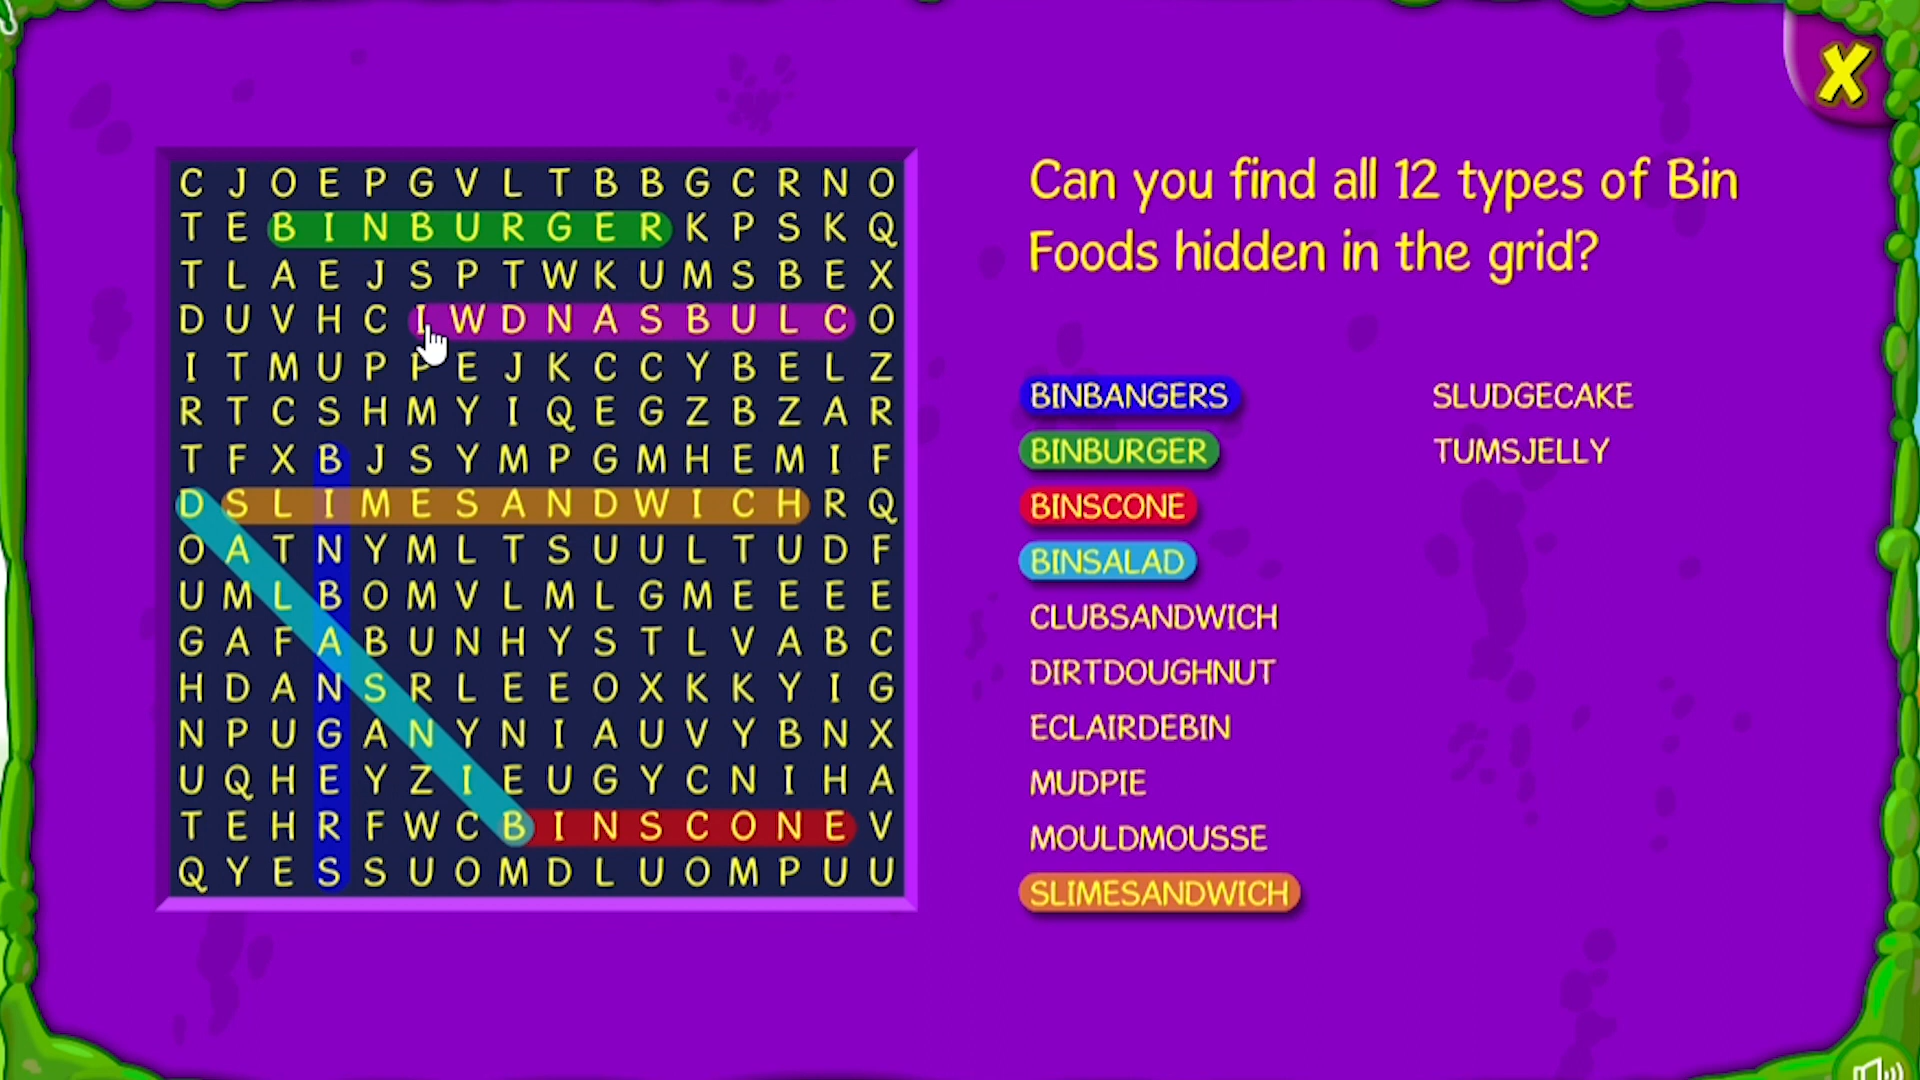 C J O E P G V L T B B G C R N O
T E B I N B U R G E R K P S K Q
T L A E J S P T W K U M S B E X
D U V H C I W D N A S B U L C O
I T M U P P E J K C C Y B E L Z
R T C S H M Y I Q E G Z B Z A R
T F X B J S Y M P G M H E M I F
D S L I M E S A N D W I C H R Q
O A T N Y M L T S U U L T U D F
U M L B O M V L M L G M E E E E
G A F A B U N H Y S T L V A B C
H D A N S R L E E O X K K Y I G
N P U G A N Y N I A U V Y B N X
U Q H E Y Z I E U G Y C N I H A
T E H R F W C B I N S C O N E V
Q Y E S S U O M D L U O M P U U
Can you find all 12 types of Bin
Foods hidden in the grid?
BINBANGERS
BINBURGER
BINSCONE
BINSALAD
CLUBSANDWICH
DIRTDOUGHNUT
ECLAIRDEBIN
MUDPIE
MOULDMOUSSE
SLIMESANDWICH
SLUDGECAKE
TUMSJELLY
X